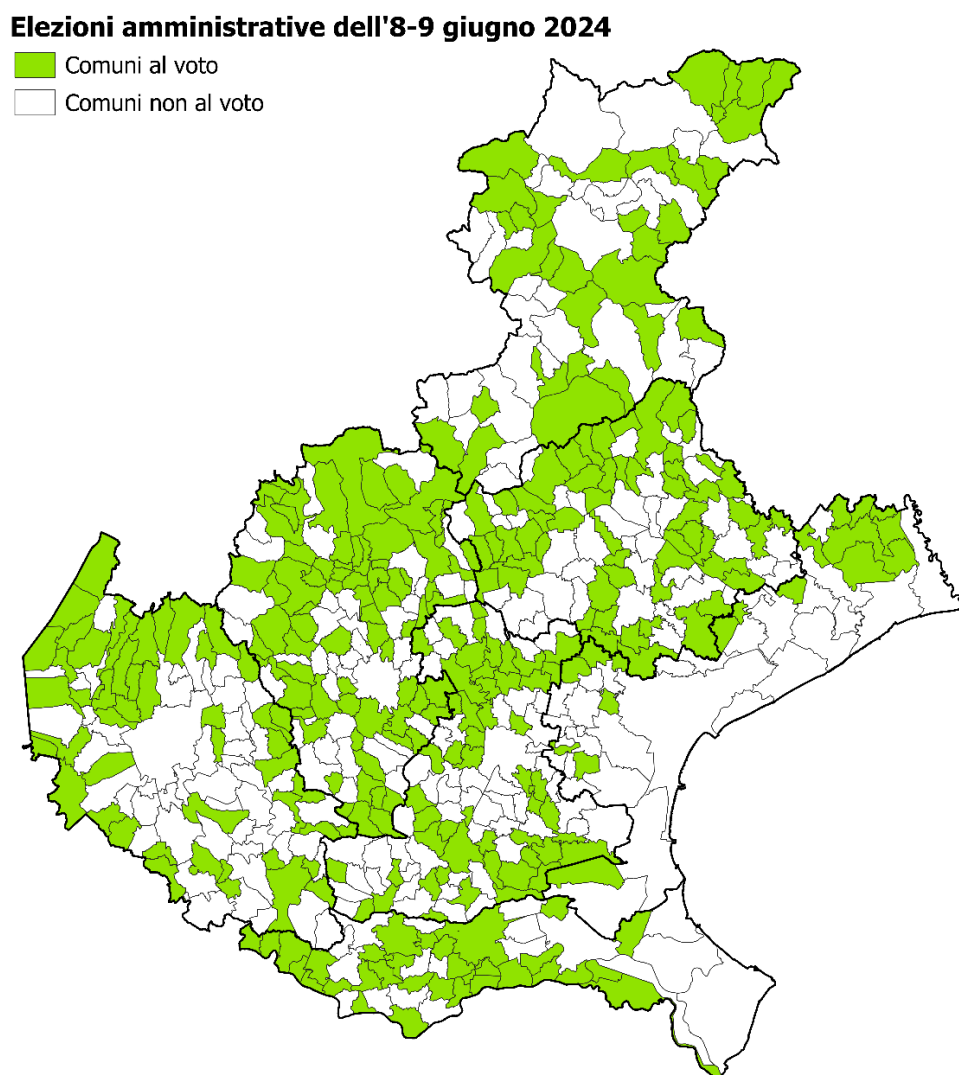 Elezioni amministrative dell'8-9 giugno 2024
Comuni al voto
Comuni non al voto